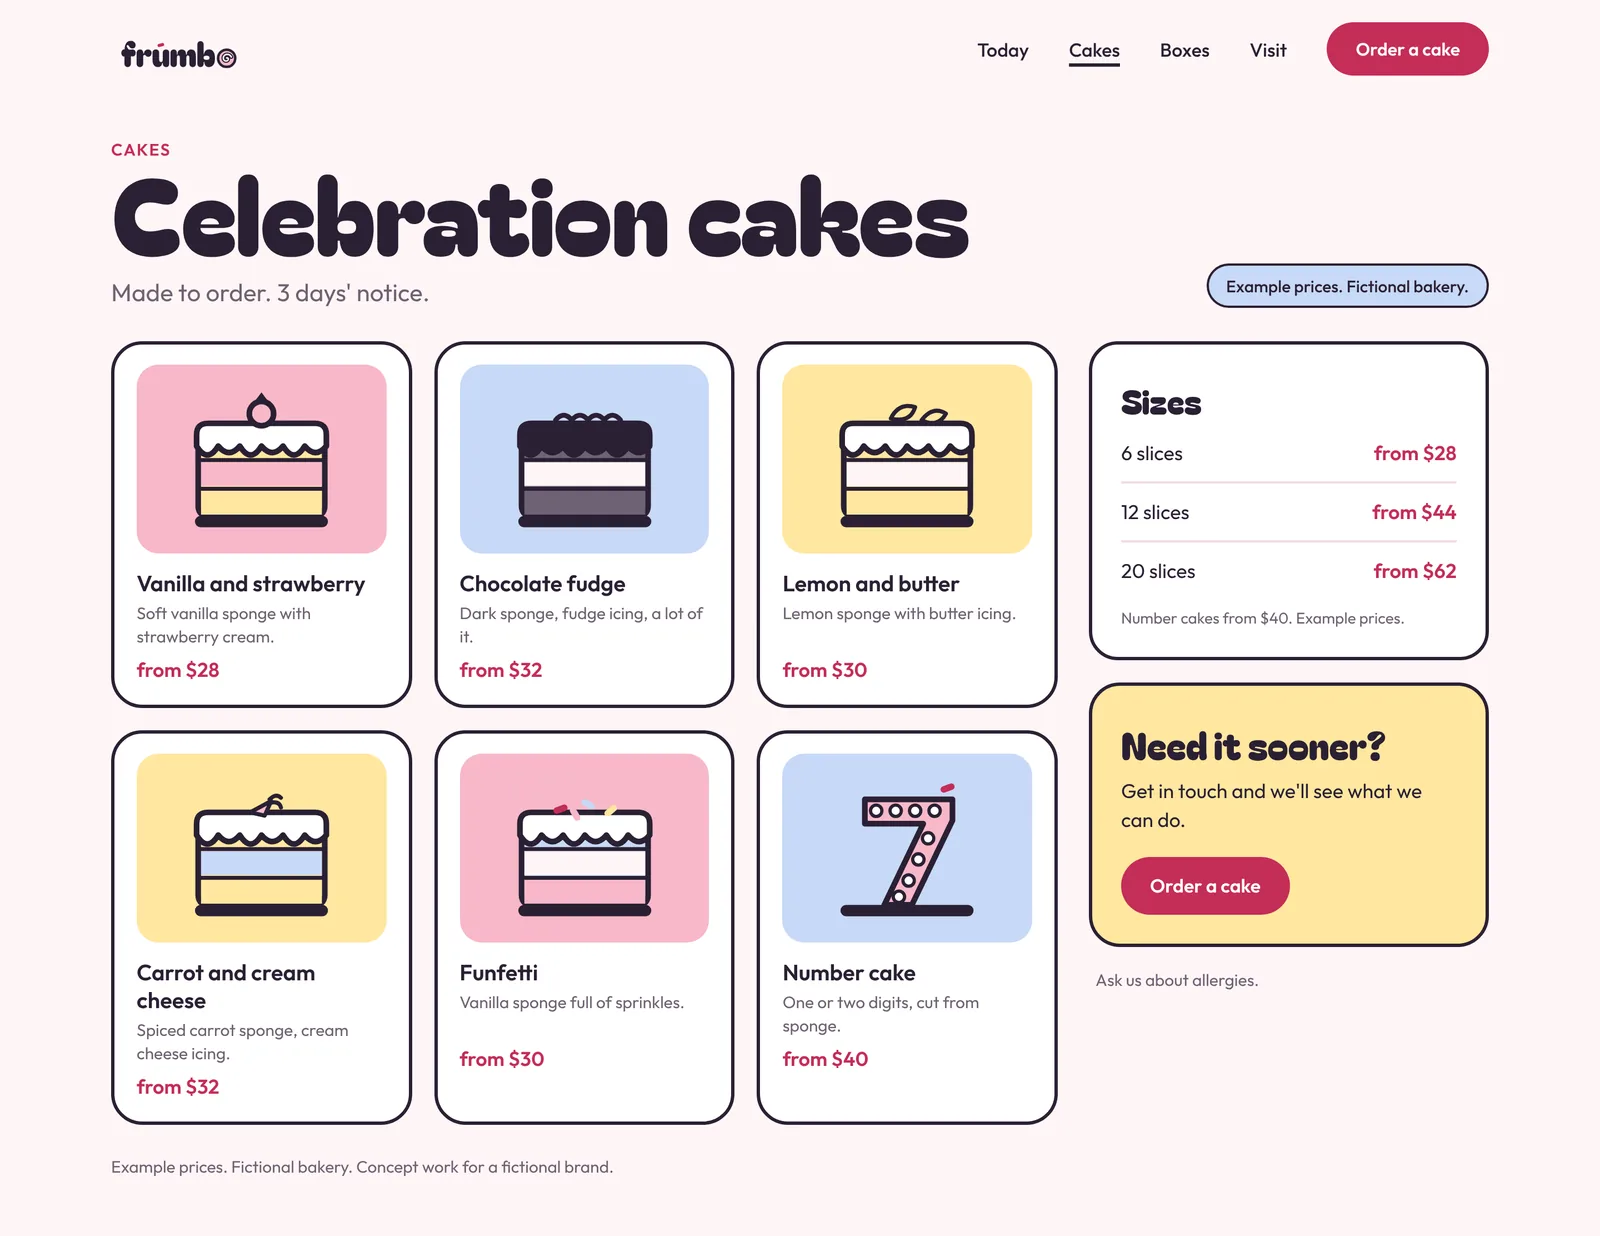 frúmbo
Today
Cakes
Boxes
Visit
Order a cake
CAKES
Celebration cakes
Made to order. 3 days' notice.
Example prices. Fictional bakery.
Vanilla and strawberry
Soft vanilla sponge with
strawberry cream.
from $28
Chocolate fudge
Dark sponge, fudge icing, a lot of
it.
from $32
Lemon and butter
Lemon sponge with butter icing.
from $30
Carrot and cream
cheese
Spiced carrot sponge, cream
cheese icing.
from $32
Funfetti
Vanilla sponge full of sprinkles.
from $30
7
Number cake
One or two digits, cut from
sponge.
from $40
Sizes
6 slices from $28
12 slices from $44
20 slices from $62
Number cakes from $40. Example prices.
Need it sooner?
Get in touch and we'll see what we
can do.
Order a cake
Ask us about allergies.
Example prices. Fictional bakery. Concept work for a fictional brand.